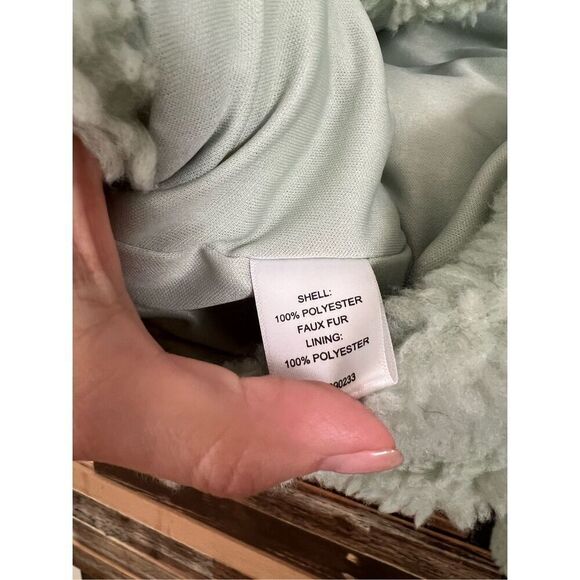 SHELL:
100% POLYESTER
FAUX FUR
LINING:
100% POLYESTER